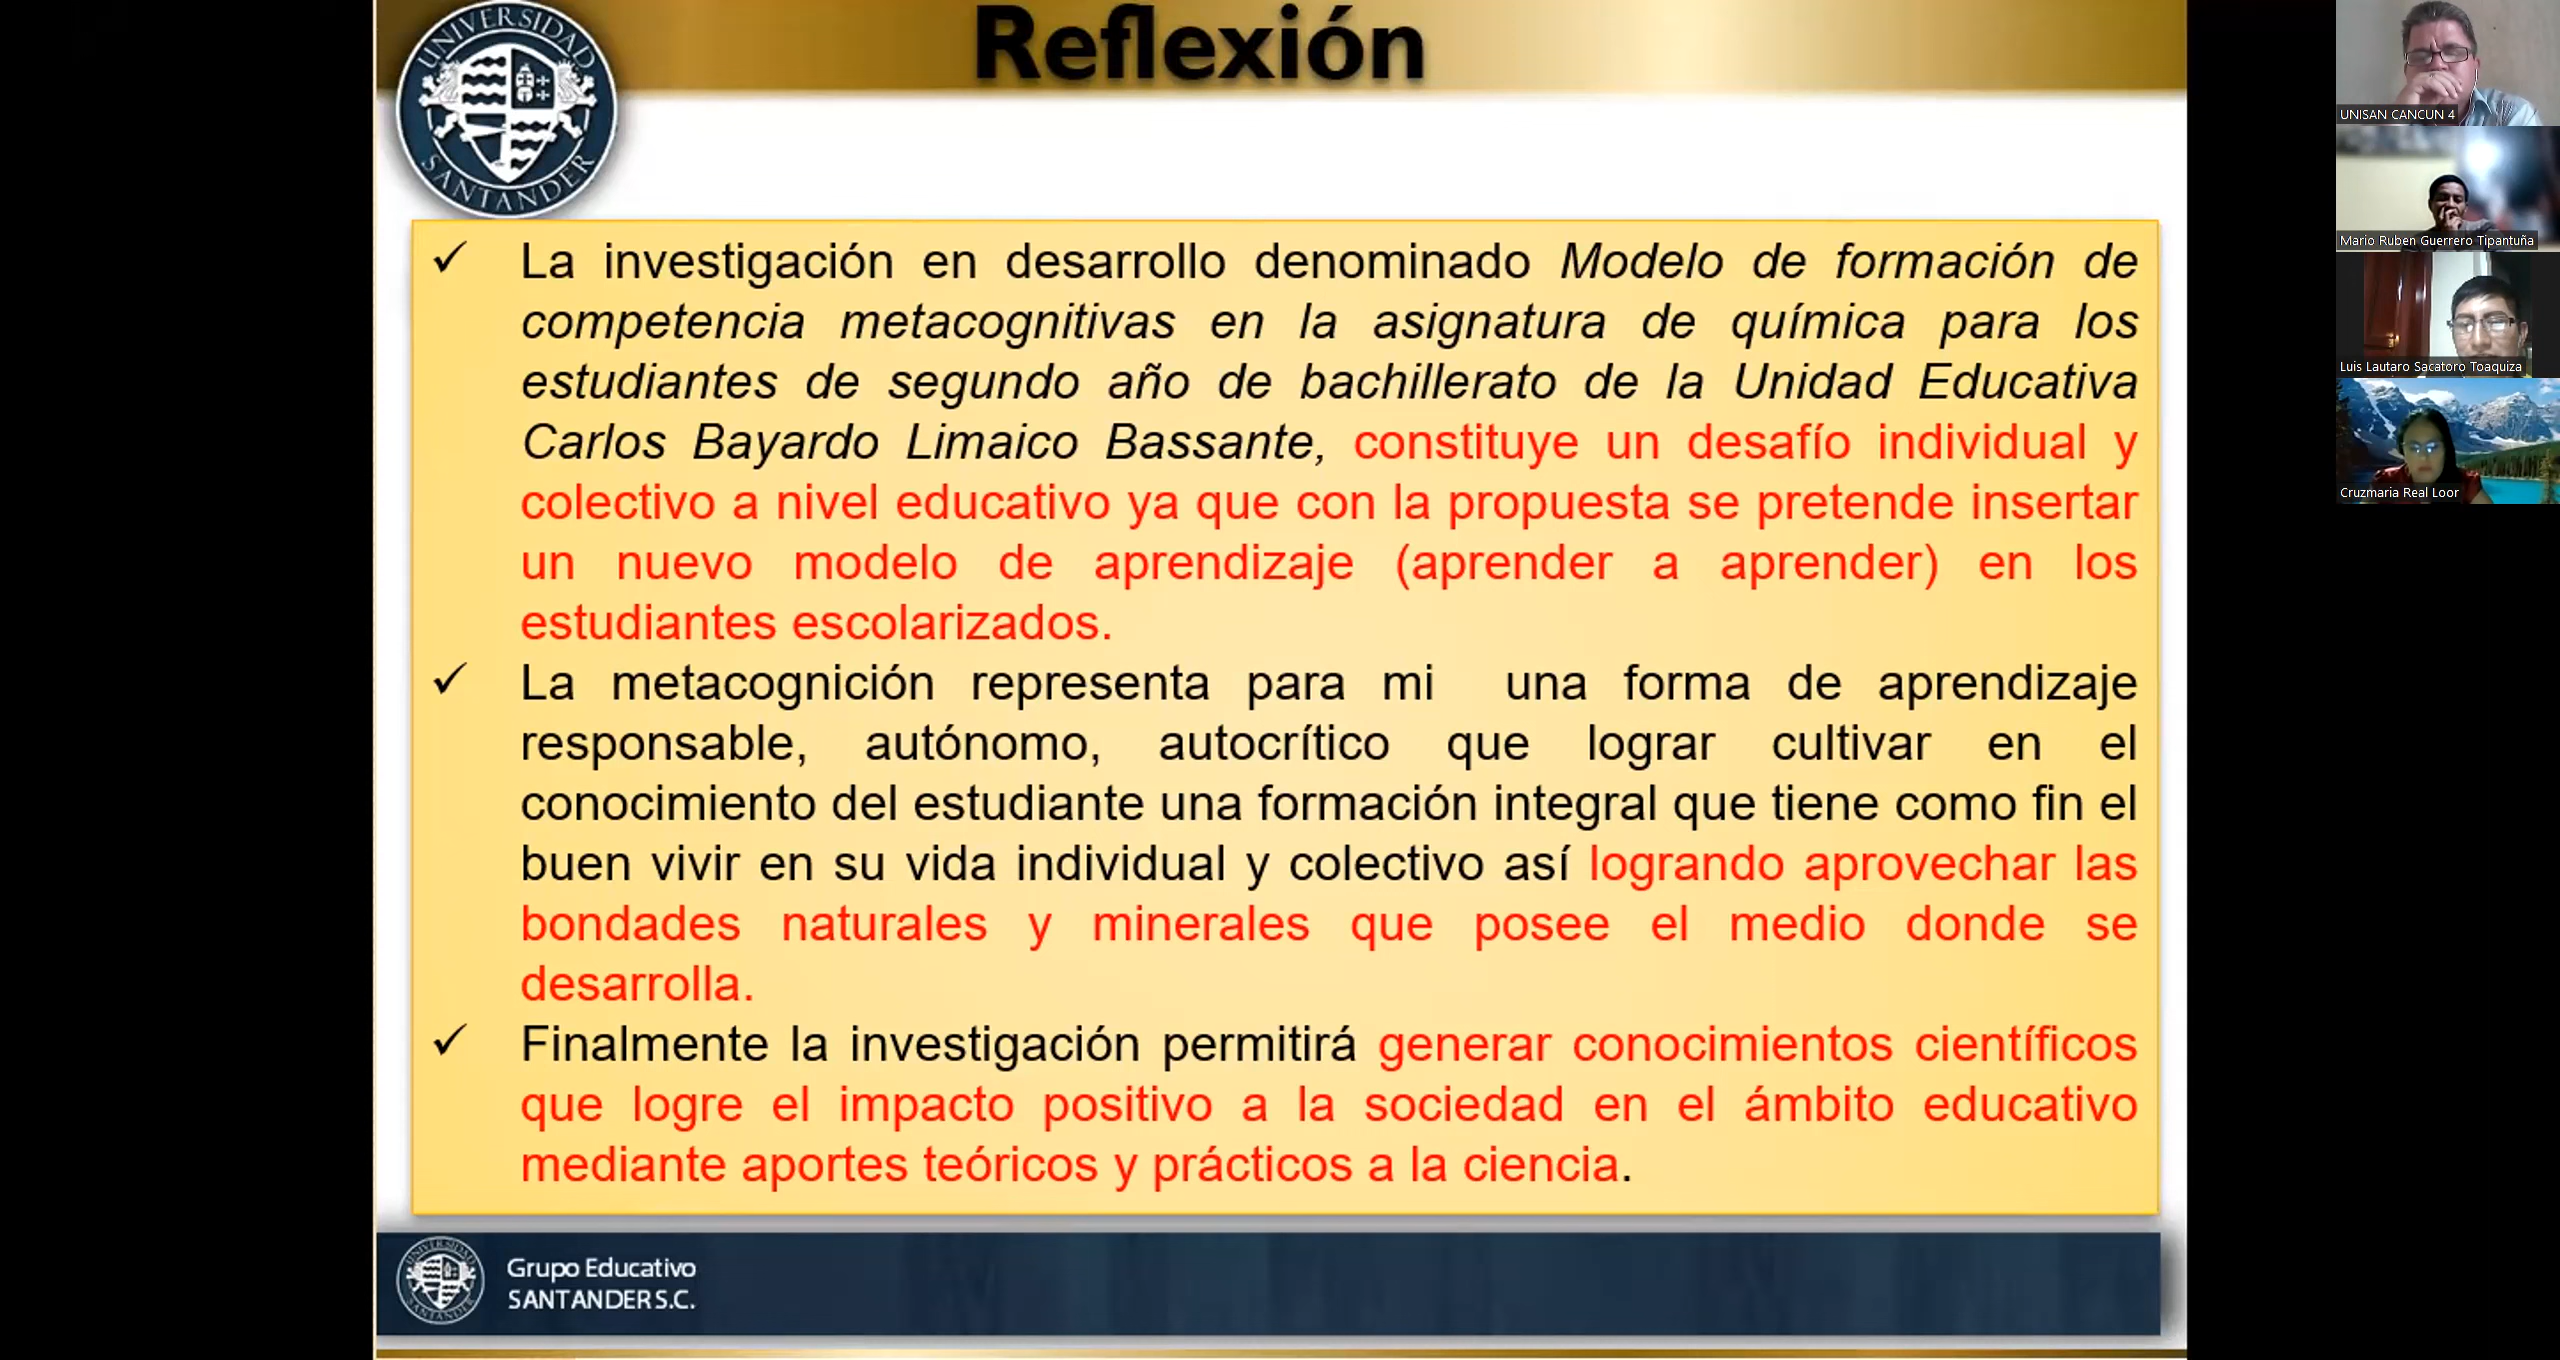 Reflexión
UNIVERSIDAD
SANTANDER
La investigación en desarrollo denominado Modelo de formación de
competencia metacognitivas en la asignatura de química para los
estudiantes de segundo año de bachillerato de la Unidad Educativa
Carlos Bayardo Limaico Bassante, constituye un desafío individual y
colectivo a nivel educativo ya que con la propuesta se pretende insertar
un nuevo modelo de aprendizaje (aprender a aprender) en los
estudiantes escolarizados.
La metacognición representa para mi una forma de aprendizaje
responsable, autónomo, autocrítico que lograr cultivar en el
conocimiento del estudiante una formación integral que tiene como fin el
buen vivir en su vida individual y colectivo así logrando aprovechar las
bondades naturales y minerales que posee el medio donde se
desarrolla.
Finalmente la investigación permitirá generar conocimientos científicos
que logre el impacto positivo a la sociedad en el ámbito educativo
mediante aportes teóricos y prácticos a la ciencia.
UNIVERSIDAD
SANTANDER
Grupo Educativo
SANTANDER S.C.
UNISAN CANCUN 4
Mario Ruben Guerrero Tipantuña
Luis Lautaro Sacatoro Toaquiza
Cruzmaria Real Loor